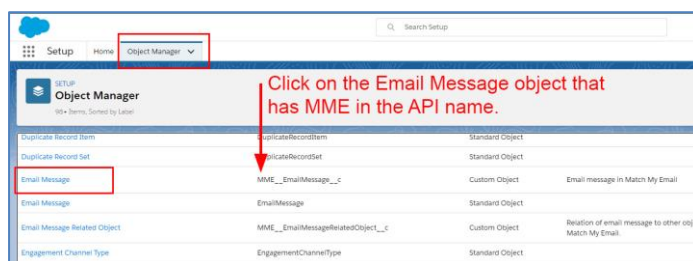 Search Setup
Setup Home Object Manager
SETUP
Object Manager
98+ Items, Sorted by Label
Click on the Email Message object that
has MME in the API name.
Duplicate Record Item DuplicateRecordItem Standard Object
Duplicate Record Set DuplicateRecordSet Standard Object
Email Message MME__EmailMessage__c Custom Object Email message in Match My Email
Email Message EmailMessage Standard Object
Email Message Related Object MME__EmailMessageRelatedObject__c Custom Object Relation of email message to other
Match My Email.
Engagement Channel Type EngagementChannelType Standard Object